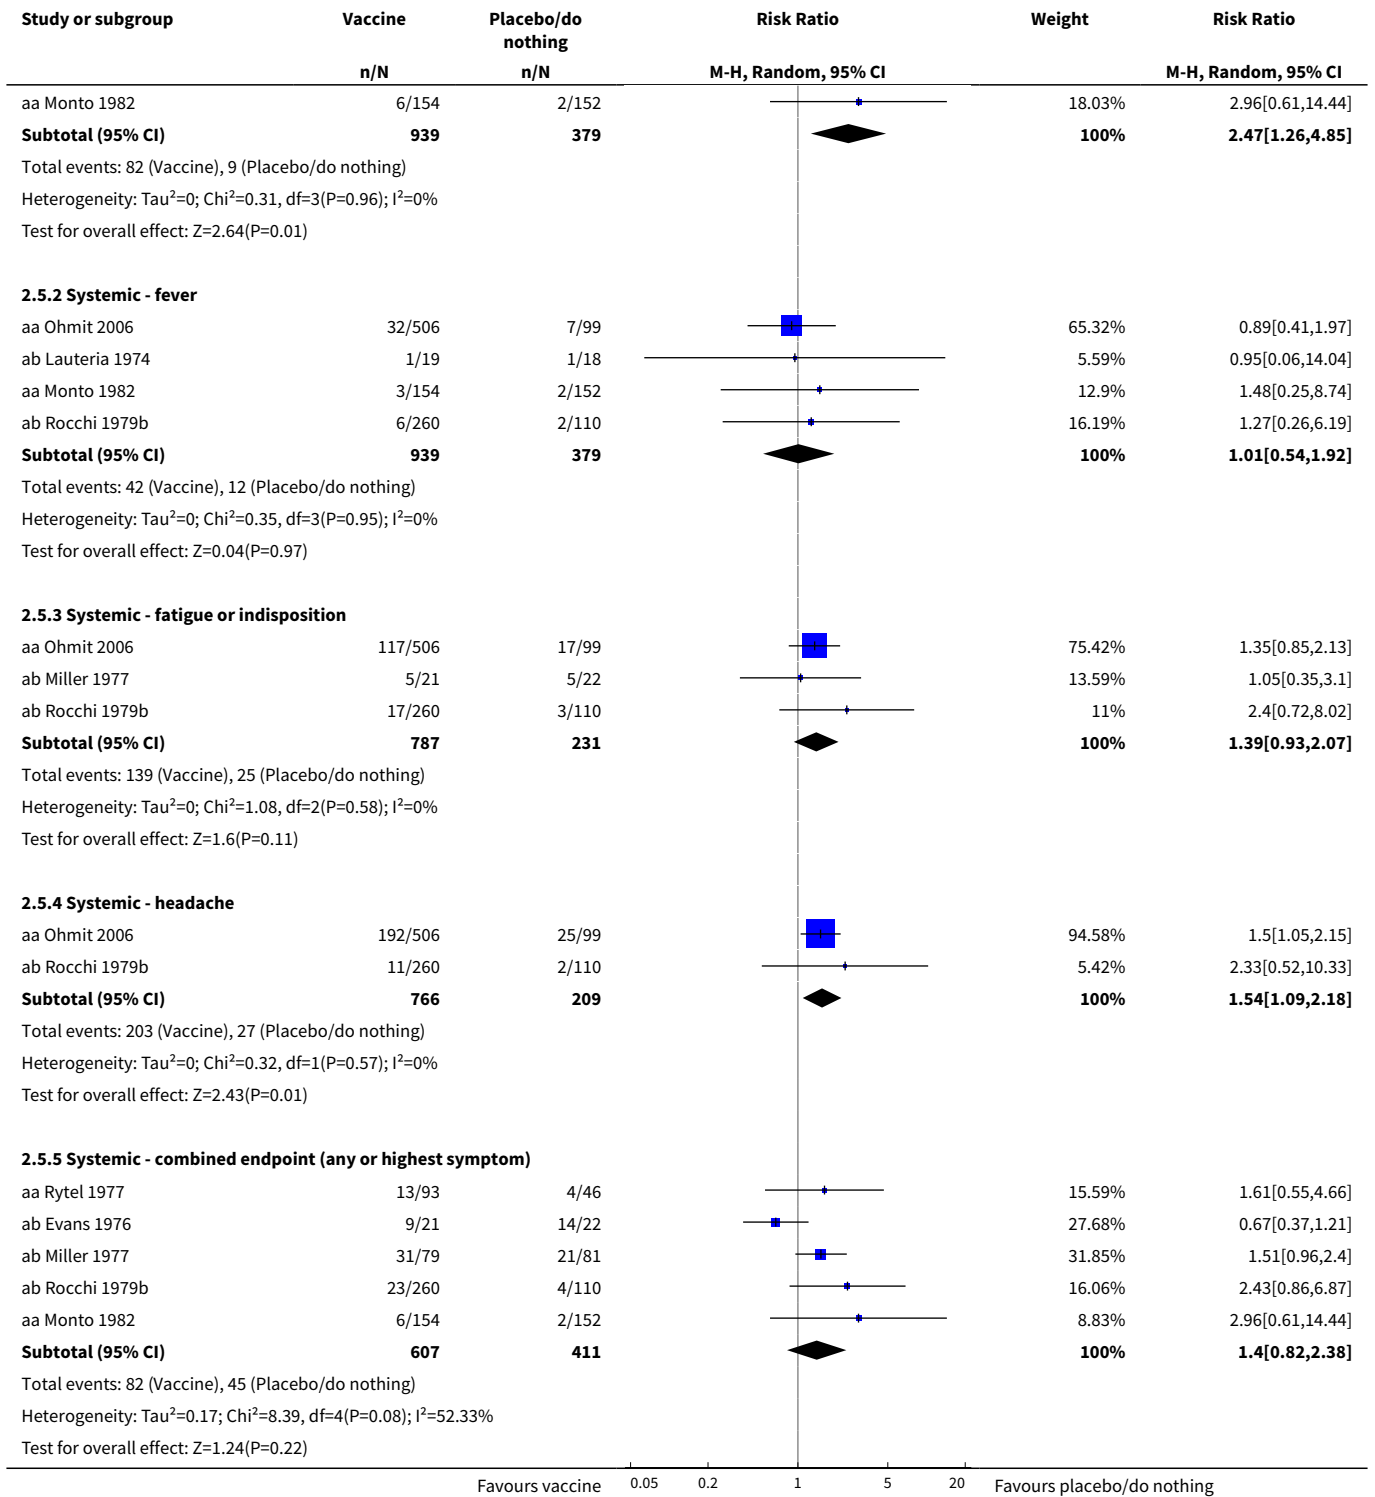 Study or subgroup Vaccine Placebo/do nothing Risk Ratio Weight Risk Ratio
n/N n/N M-H, Random, 95% CI M-H, Random, 95% CI
aa Monto 1982 6/154 2/152 18.03% 2.96[0.61,14.44]
Subtotal (95% CI) 939 379 100% 2.47[1.26,4.85]
Total events: 82 (Vaccine), 9 (Placebo/do nothing)
Heterogeneity: Tau²=0; Chi²=0.31, df=3(P=0.96); I²=0%
Test for overall effect: Z=2.64(P=0.01)
2.5.2 Systemic - fever
aa Ohmit 2006 32/506 7/99 65.32% 0.89[0.41,1.97]
ab Lauteria 1974 1/19 1/18 5.59% 0.95[0.06,14.04]
aa Monto 1982 3/154 2/152 12.9% 1.48[0.25,8.74]
ab Rocchi 1979b 6/260 2/110 16.19% 1.27[0.26,6.19]
Subtotal (95% CI) 939 379 100% 1.01[0.54,1.92]
Total events: 42 (Vaccine), 12 (Placebo/do nothing)
Heterogeneity: Tau²=0; Chi²=0.35, df=3(P=0.95); I²=0%
Test for overall effect: Z=0.04(P=0.97)
2.5.3 Systemic - fatigue or indisposition
aa Ohmit 2006 117/506 17/99 75.42% 1.35[0.85,2.13]
ab Miller 1977 5/21 5/22 13.59% 1.05[0.35,3.1]
ab Rocchi 1979b 17/260 3/110 11% 2.4[0.72,8.02]
Subtotal (95% CI) 787 231 100% 1.39[0.93,2.07]
Total events: 139 (Vaccine), 25 (Placebo/do nothing)
Heterogeneity: Tau²=0; Chi²=1.08, df=2(P=0.58); I²=0%
Test for overall effect: Z=1.6(P=0.11)
2.5.4 Systemic - headache
aa Ohmit 2006 192/506 25/99 94.58% 1.5[1.05,2.15]
ab Rocchi 1979b 11/260 2/110 5.42% 2.33[0.52,10.33]
Subtotal (95% CI) 766 209 100% 1.54[1.09,2.18]
Total events: 203 (Vaccine), 27 (Placebo/do nothing)
Heterogeneity: Tau²=0; Chi²=0.32, df=1(P=0.57); I²=0%
Test for overall effect: Z=2.43(P=0.01)
2.5.5 Systemic - combined endpoint (any or highest symptom)
aa Rytel 1977 13/93 4/46 15.59% 1.61[0.55,4.66]
ab Evans 1976 9/21 14/22 27.68% 0.67[0.37,1.21]
ab Miller 1977 31/79 21/81 31.85% 1.51[0.96,2.4]
ab Rocchi 1979b 23/260 4/110 16.06% 2.43[0.86,6.87]
aa Monto 1982 6/154 2/152 8.83% 2.96[0.61,14.44]
Subtotal (95% CI) 607 411 100% 1.4[0.82,2.38]
Total events: 82 (Vaccine), 45 (Placebo/do nothing)
Heterogeneity: Tau²=0.17; Chi²=8.39, df=4(P=0.08); I²=52.33%
Test for overall effect: Z=1.24(P=0.22)
Favours vaccine 0.05 0.2 1 5 20 Favours placebo/do nothing